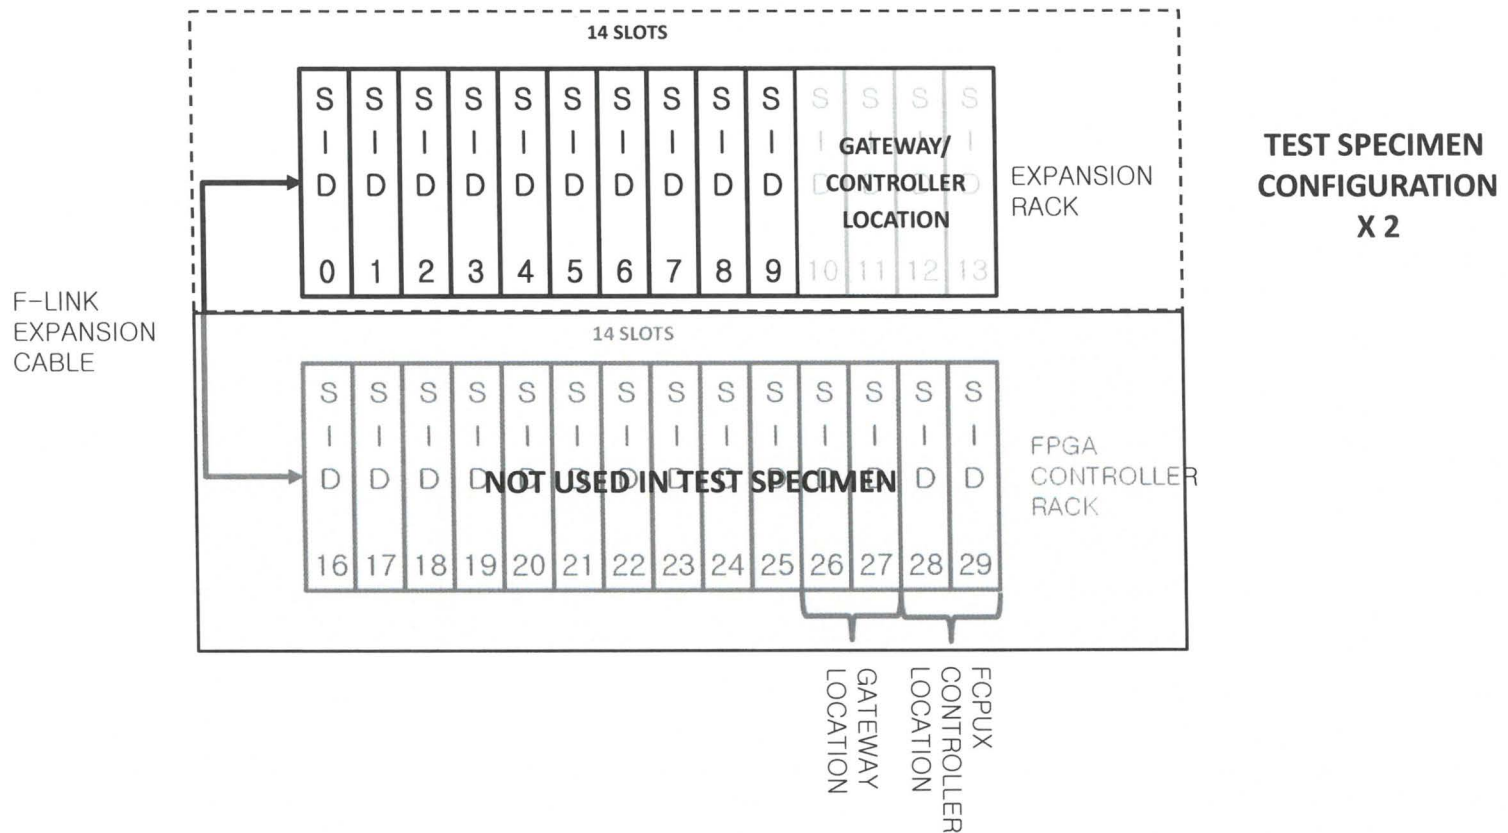 14 SLOTS
S S S S S S S S S S S S S S
I I I I I I I I I I I I I I
D D D D D D D D D D D D D D
0 1 2 3 4 5 6 7 8 9 10 11 12 13
GATEWAY/
CONTROLLER
LOCATION
EXPANSION
RACK
TEST SPECIMEN
CONFIGURATION
X 2
F-LINK
EXPANSION
CABLE
14 SLOTS
S S S S S S S S S S S S S S
I I I I I I I I I I I I I I
D D D D D D D D D D D D D D
NOT USED IN TEST SPECIMEN
16 17 18 19 20 21 22 23 24 25 26 27 28 29
FPGA
CONTROLLER
RACK
GATEWAY
LOCATION
FCPUX
CONTROLLER
LOCATION